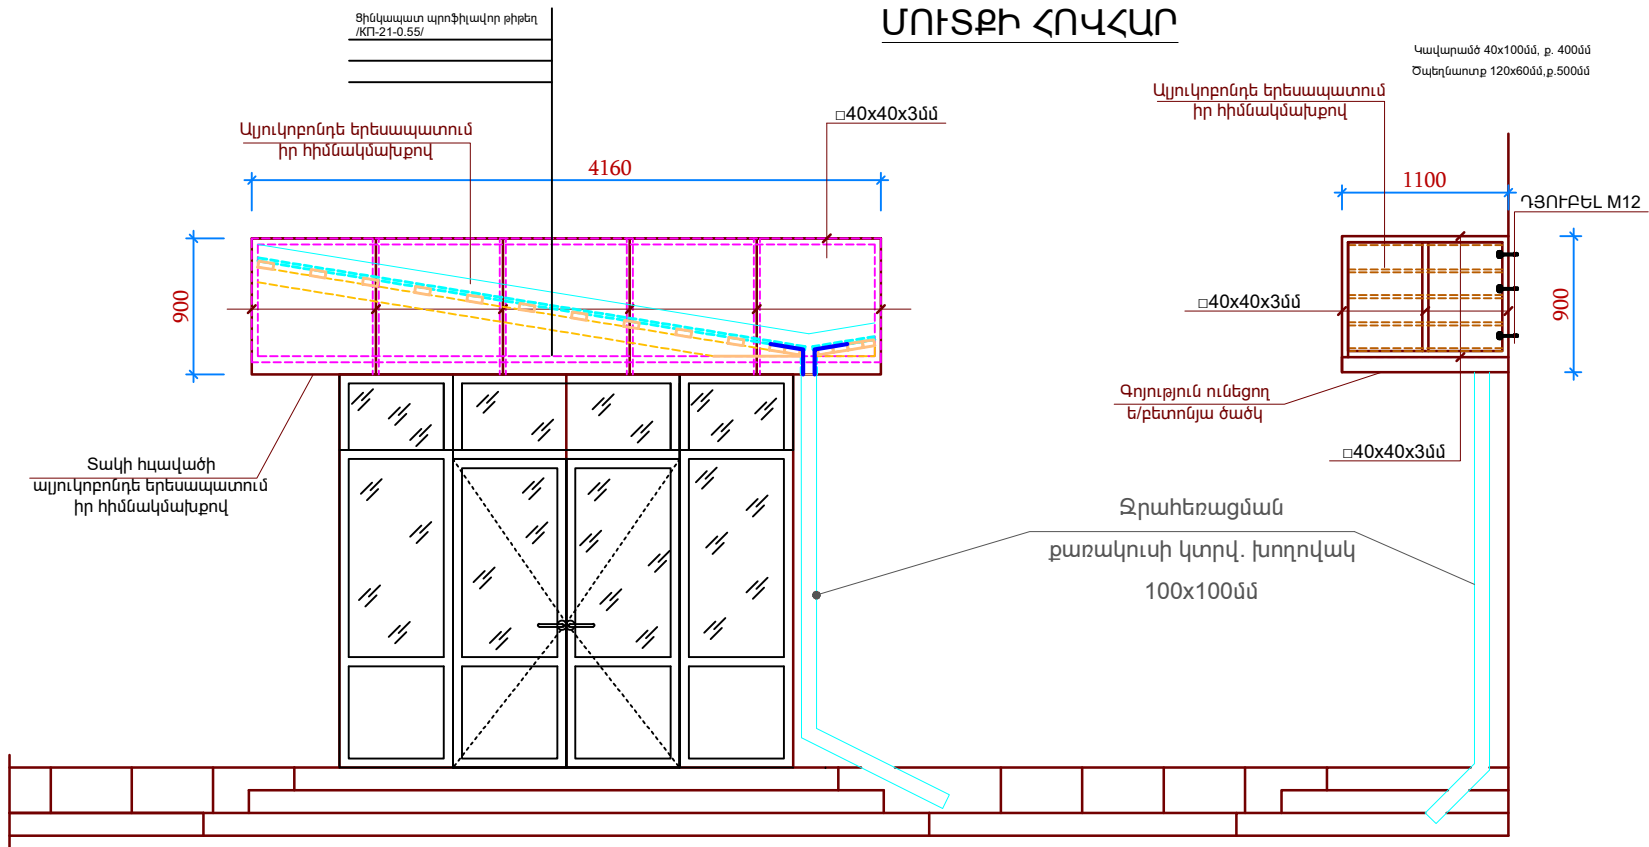 ՄՈՒՏՔԻ ՀՈՎՀԱՐ
Ցինկապատ պրոֆիլավոր թիթեղ
/КП-21-0.55/
Կավարամծ 40x100մմ, ք. 400մմ
Ծպեղնաոտք 120x60մմ,ք.500մմ
Ալյուկոբոնդե երեսապատում
իր հիմնակմախքով
□40x40x3մմ
4160
900
Ալյուկոբոնդե երեսապատում
իր հիմնակմախքով
1100
ԴՅՈՒԲԵԼ M12
□40x40x3մմ
900
Գոյություն ունեցող
ե/բետոնյա ծածկ
□40x40x3մմ
Տակի հւյավածի
ալյուկոբոնդե երեսապատում
իր հիմնակմախքով
Ջրահեռացման
քառակուսի կտրվ. խողովակ
100x100մմ